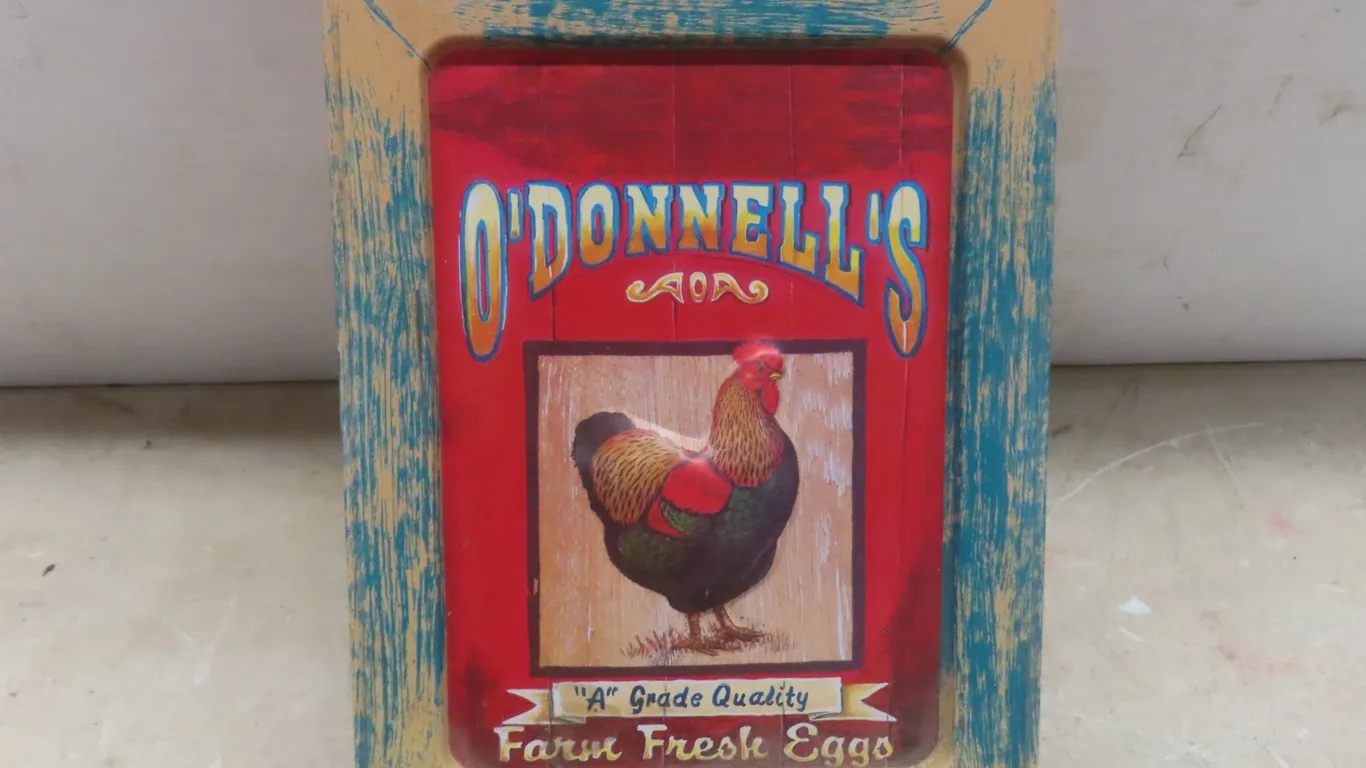 O'DONNELL'S
"A" Grade Quality
Farm Fresh Eggs